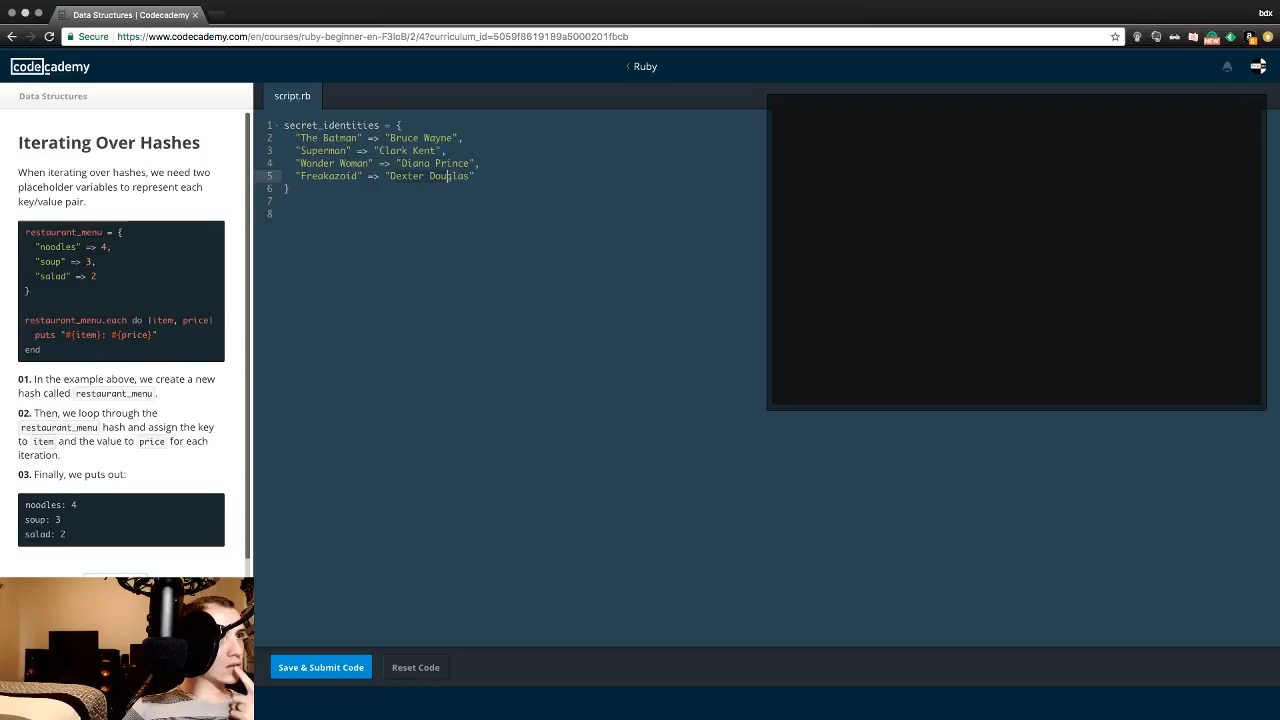 Data Structures | Codecademy
bdx
Secure
https://www.codecademy.com/en/courses/ruby-beginner-en-F3loB/2/4?curriculum_id=5059f8619189a5000201fbcb
NEW
codecademy
Ruby
Data Structures
script.rb
Iterating Over Hashes
When iterating over hashes, we need two
placeholder variables to represent each
key/value pair.
restaurant_menu = {
"noodles" => 4,
"soup" => 3,
"salad" => 2
}
restaurant_menu.each do |item, price|
puts "#{item}: #{price}"
end
01. In the example above, we create a new
hash called restaurant_menu .
02. Then, we loop through the
restaurant_menu hash and assign the key
to item and the value to price for each
iteration.
03. Finally, we puts out:
noodles: 4
soup: 3
salad: 2
1 secret_identities = {
2 "The Batman" => "Bruce Wayne",
3 "Superman" => "Clark Kent",
4 "Wonder Woman" => "Diana Prince",
5 "Freakazoid" => "Dexter Douglas"
6 }
7
8
Save & Submit Code
Reset Code